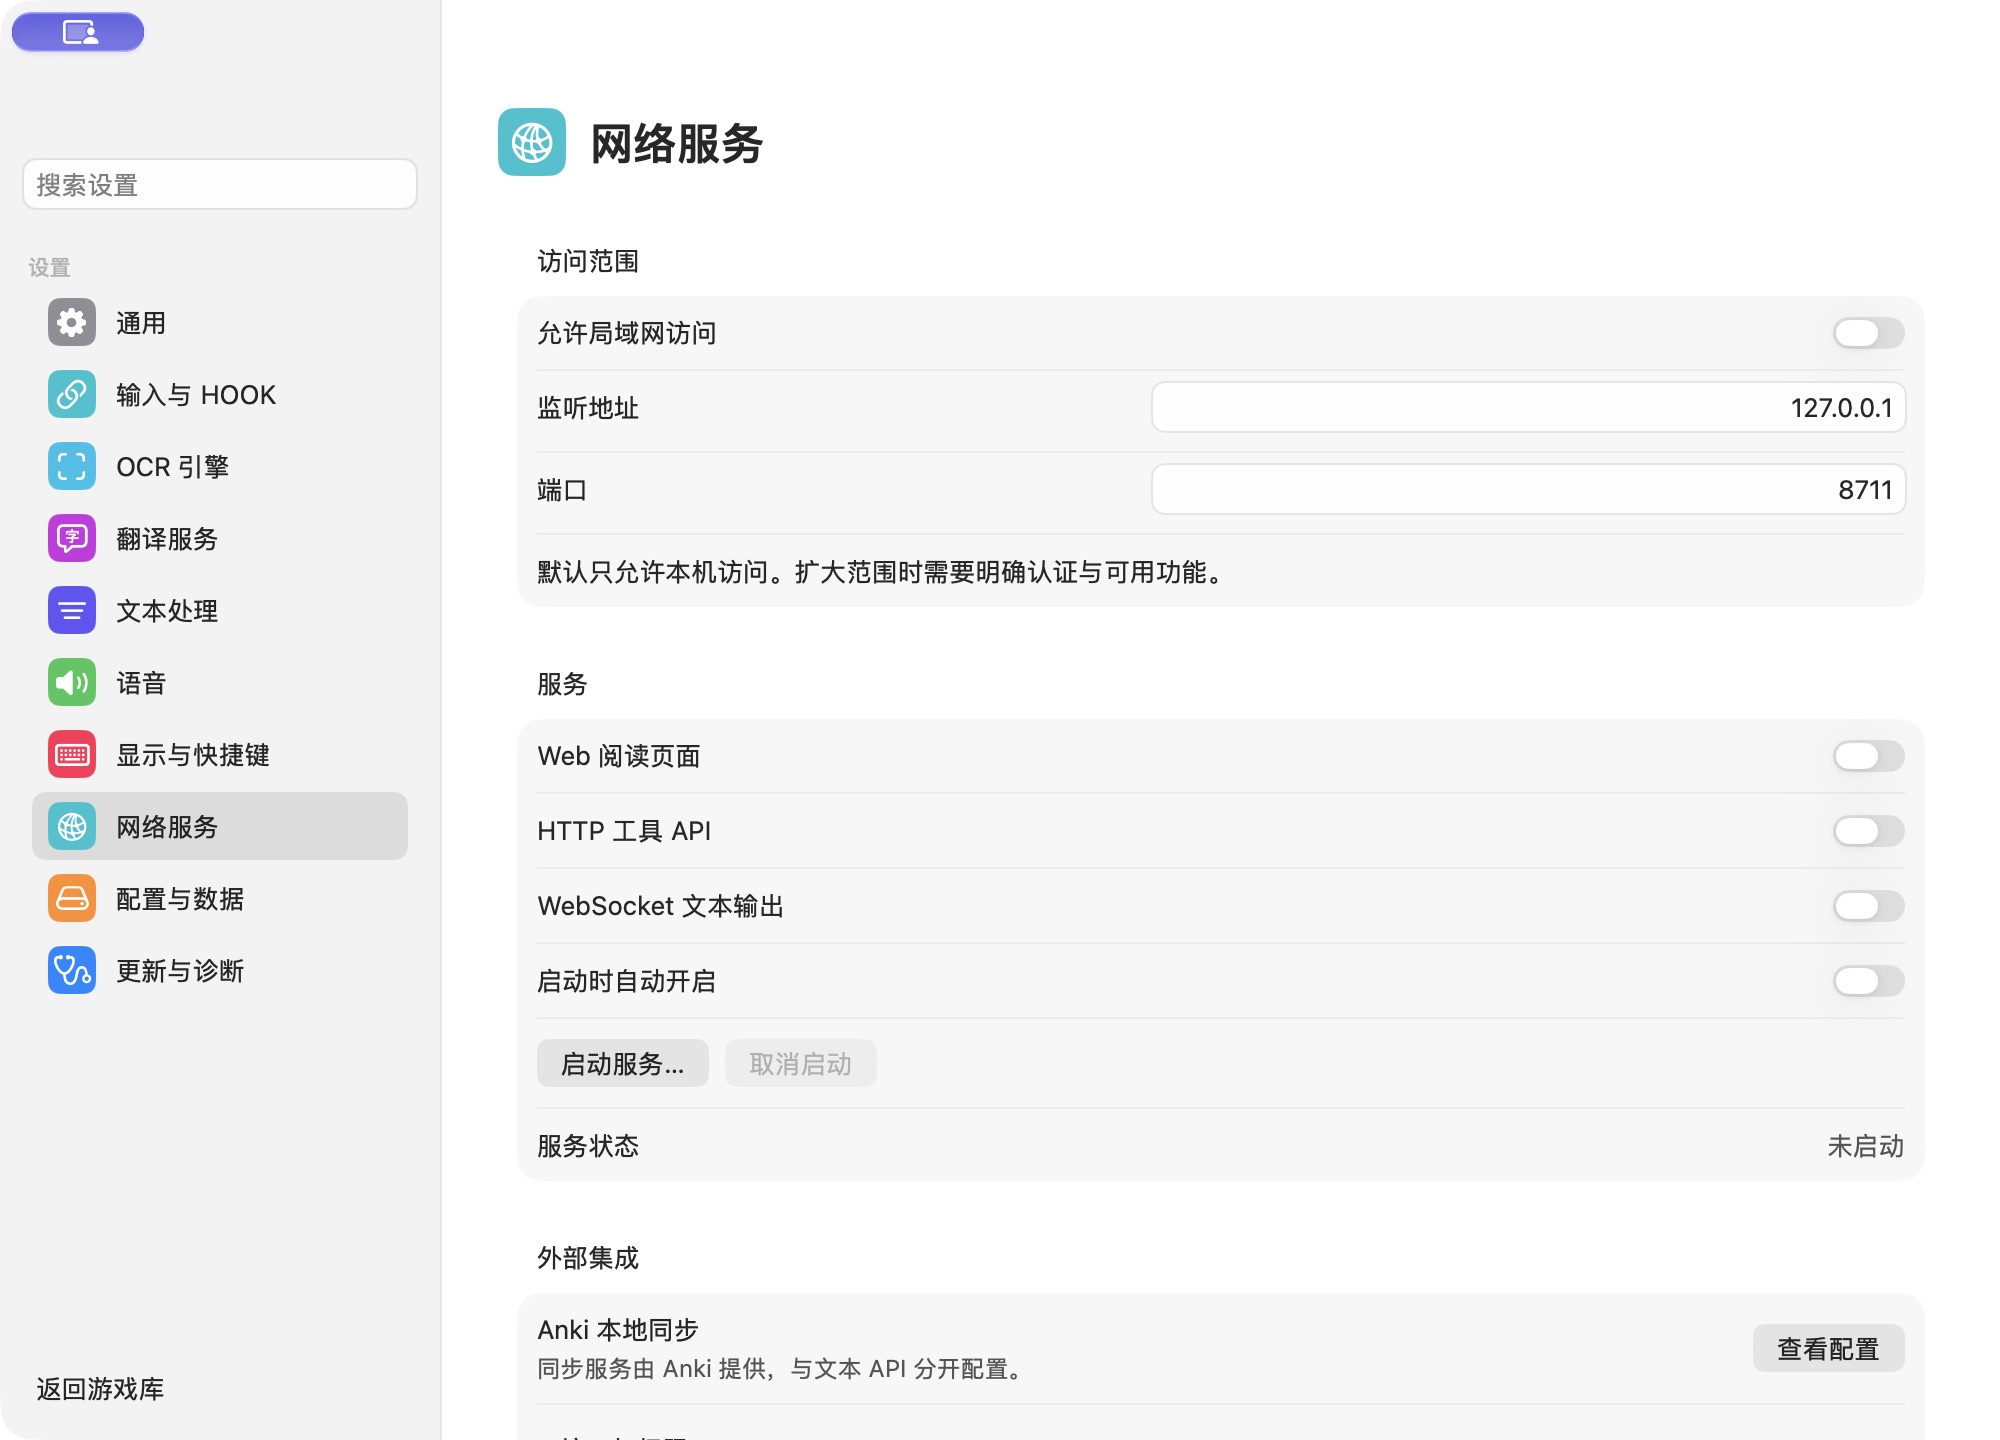 搜索设置
设置
通用
输入与 HOOK
OCR 引擎
翻译服务
文本处理
语音
显示与快捷键
网络服务
配置与数据
更新与诊断
返回游戏库
网络服务
访问范围
允许局域网访问
监听地址 127.0.0.1
端口 8711
默认只允许本机访问。扩大范围时需要明确认证与可用功能。
服务
Web 阅读页面
HTTP 工具 API
WebSocket 文本输出
启动时自动开启
启动服务... 取消启动
服务状态 未启动
外部集成
Anki 本地同步
同步服务由 Anki 提供，与文本 API 分开配置。
查看配置